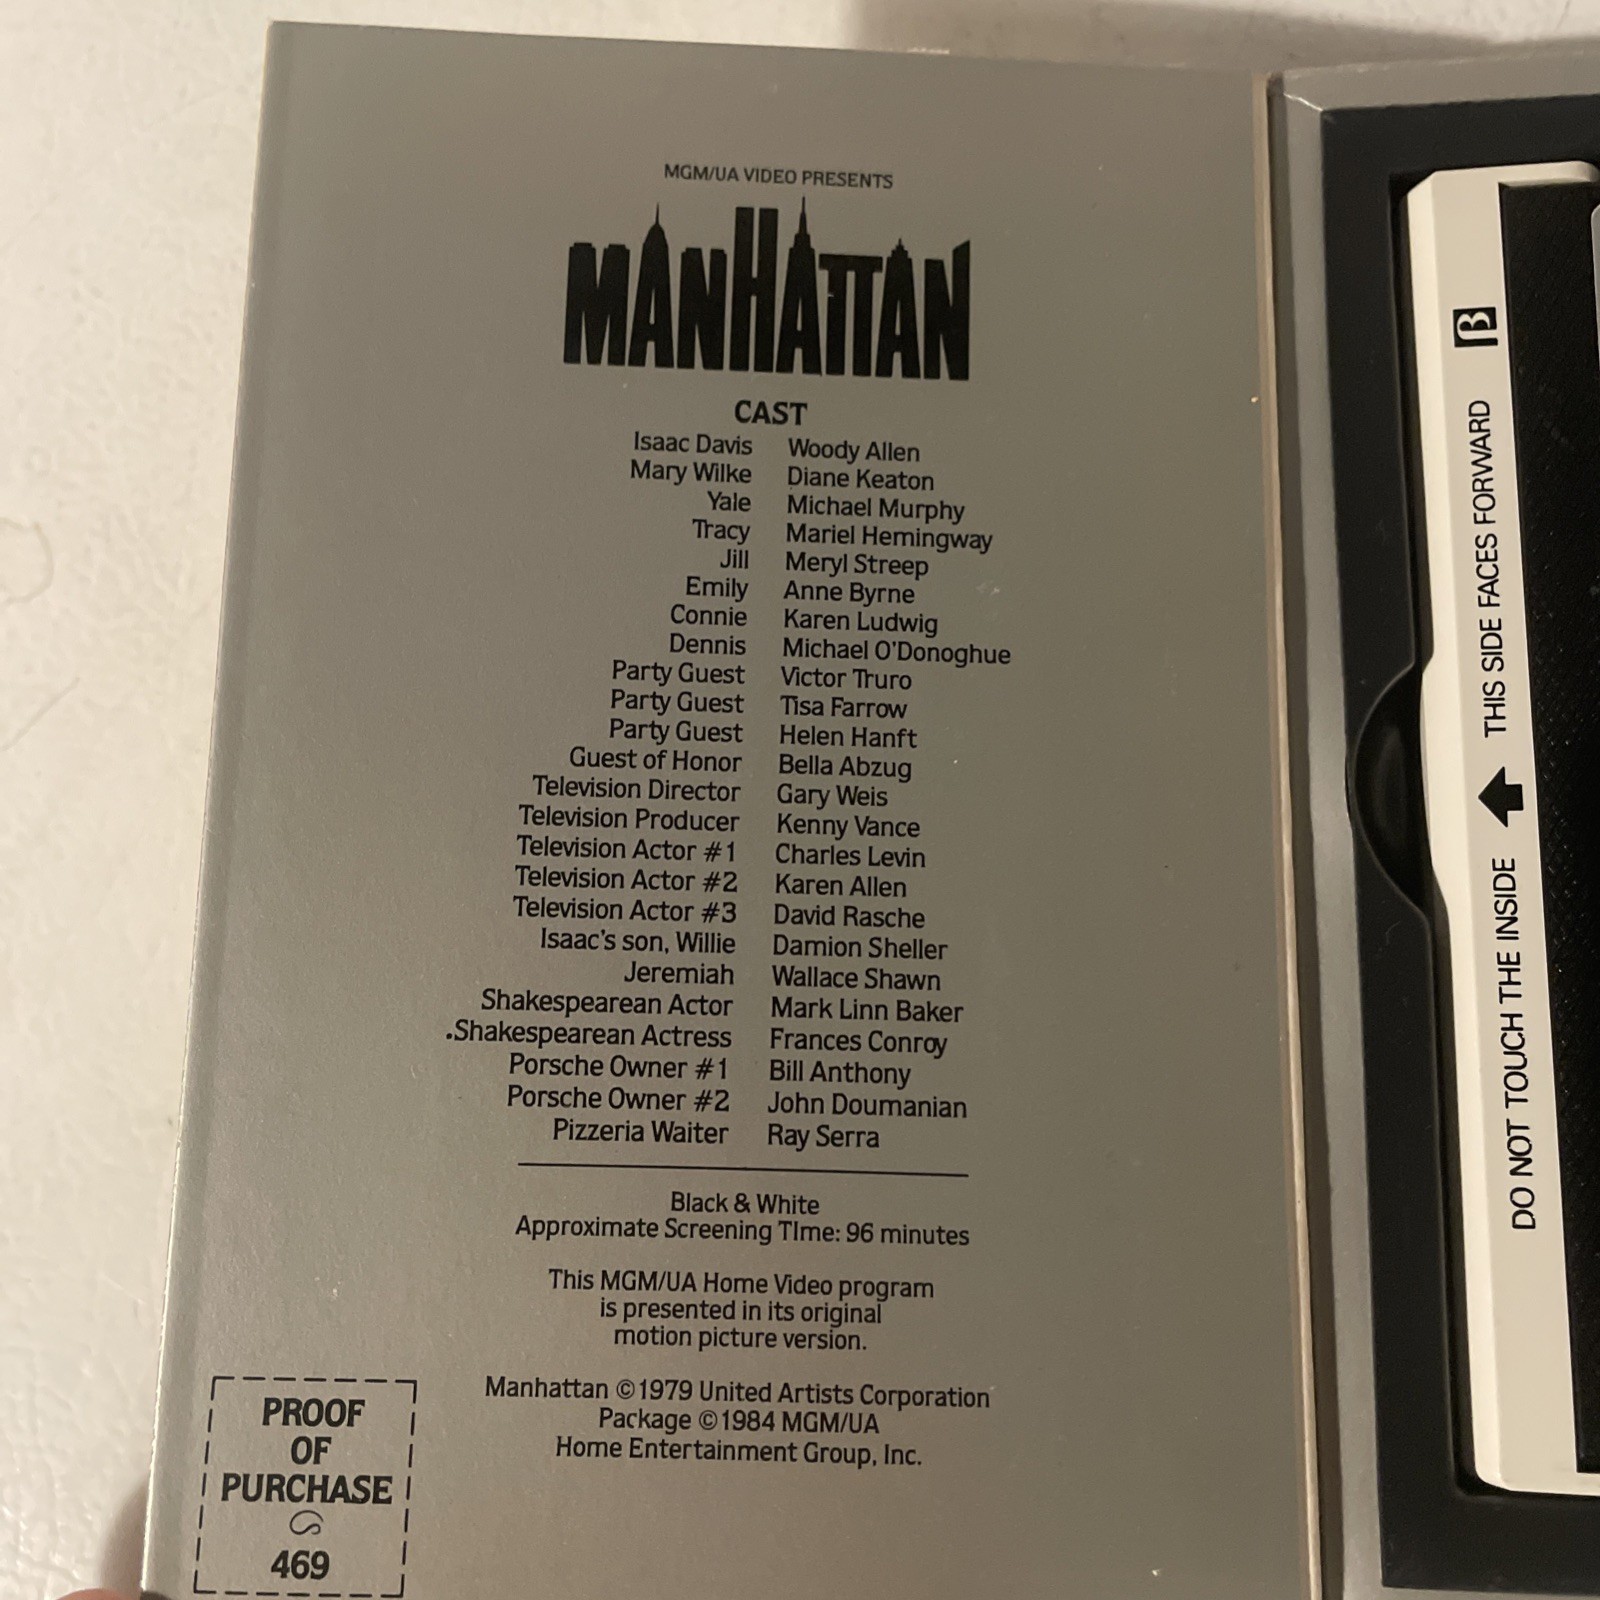 MGM/UA VIDEO PRESENTS
MANHATTAN
CAST
Isaac Davis Woody Allen
Mary Wilke Diane Keaton
Yale Michael Murphy
Tracy Mariel Hemingway
Jill Meryl Streep
Emily Anne Byrne
Connie Karen Ludwig
Dennis Michael O'Donoghue
Party Guest Victor Truro
Party Guest Tisa Farrow
Party Guest Helen Hanft
Guest of Honor Bella Abzug
Television Director Gary Weis
Television Producer Kenny Vance
Television Actor #1 Charles Levin
Television Actor #2 Karen Allen
Television Actor #3 David Rasche
Isaac's son, Willie Damion Sheller
Jeremiah Wallace Shawn
Shakespearean Actor Mark Linn Baker
.Shakespearean Actress Frances Conroy
Porsche Owner #1 Bill Anthony
Porsche Owner #2 John Doumanian
Pizzeria Waiter Ray Serra
Black & White
Approximate Screening TIme: 96 minutes
This MGM/UA Home Video program
is presented in its original
motion picture version.
Manhattan ©1979 United Artists Corporation
Package ©1984 MGM/UA
Home Entertainment Group, Inc.
PROOF
OF
PURCHASE
469
DO NOT TOUCH THE INSIDE THIS SIDE FACES FORWARD β